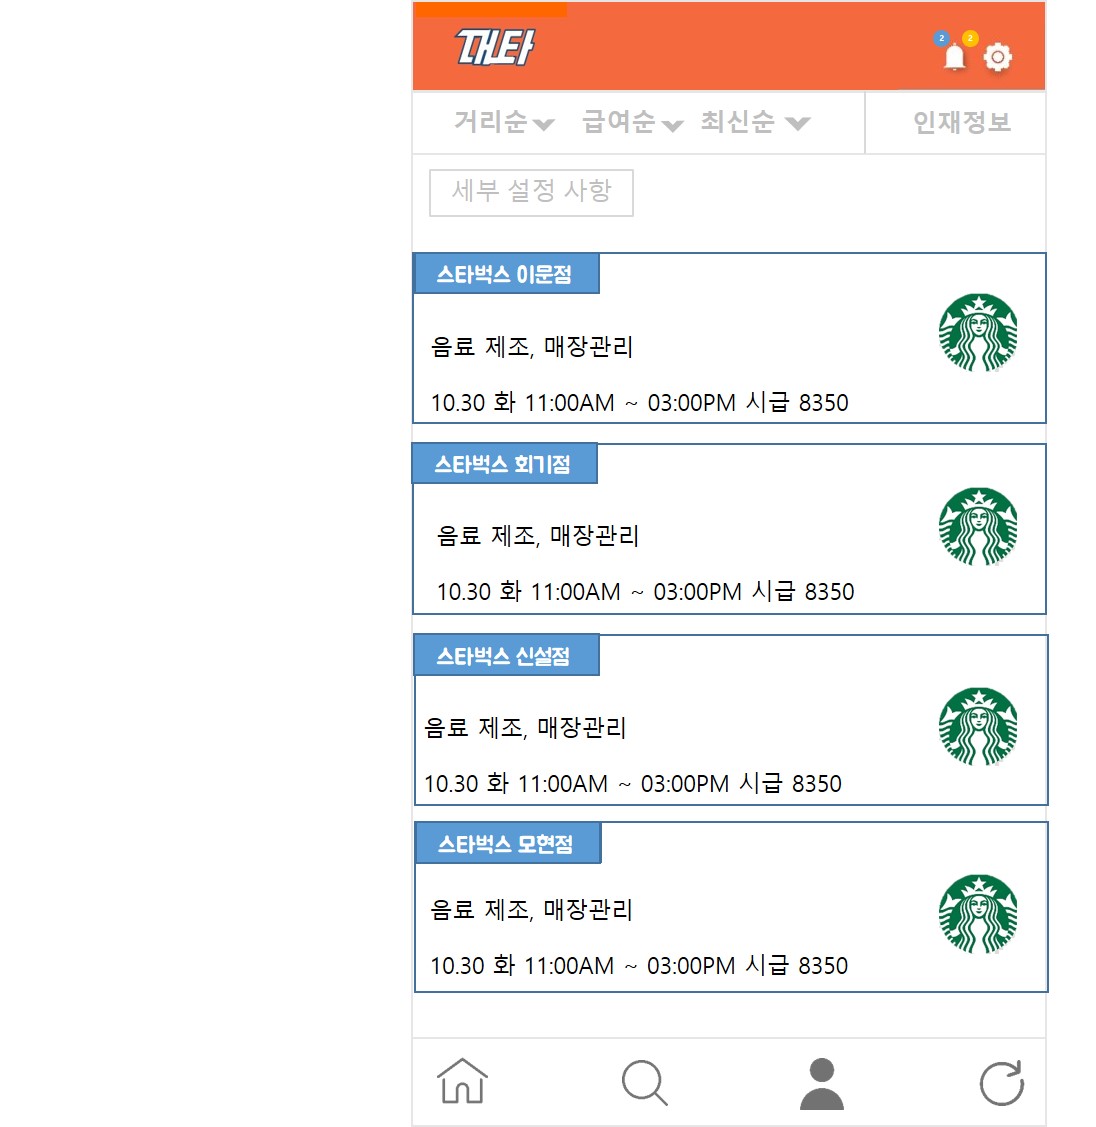 대타
2 2
거리순 급여순 최신순 인재정보
세부 설정 사항
스타벅스 이문점
음료 제조, 매장관리
10.30 화 11:00AM ~ 03:00PM 시급 8350
스타벅스 회기점
음료 제조, 매장관리
10.30 화 11:00AM ~ 03:00PM 시급 8350
스타벅스 신설점
음료 제조, 매장관리
10.30 화 11:00AM ~ 03:00PM 시급 8350
스타벅스 모현점
음료 제조, 매장관리
10.30 화 11:00AM ~ 03:00PM 시급 8350